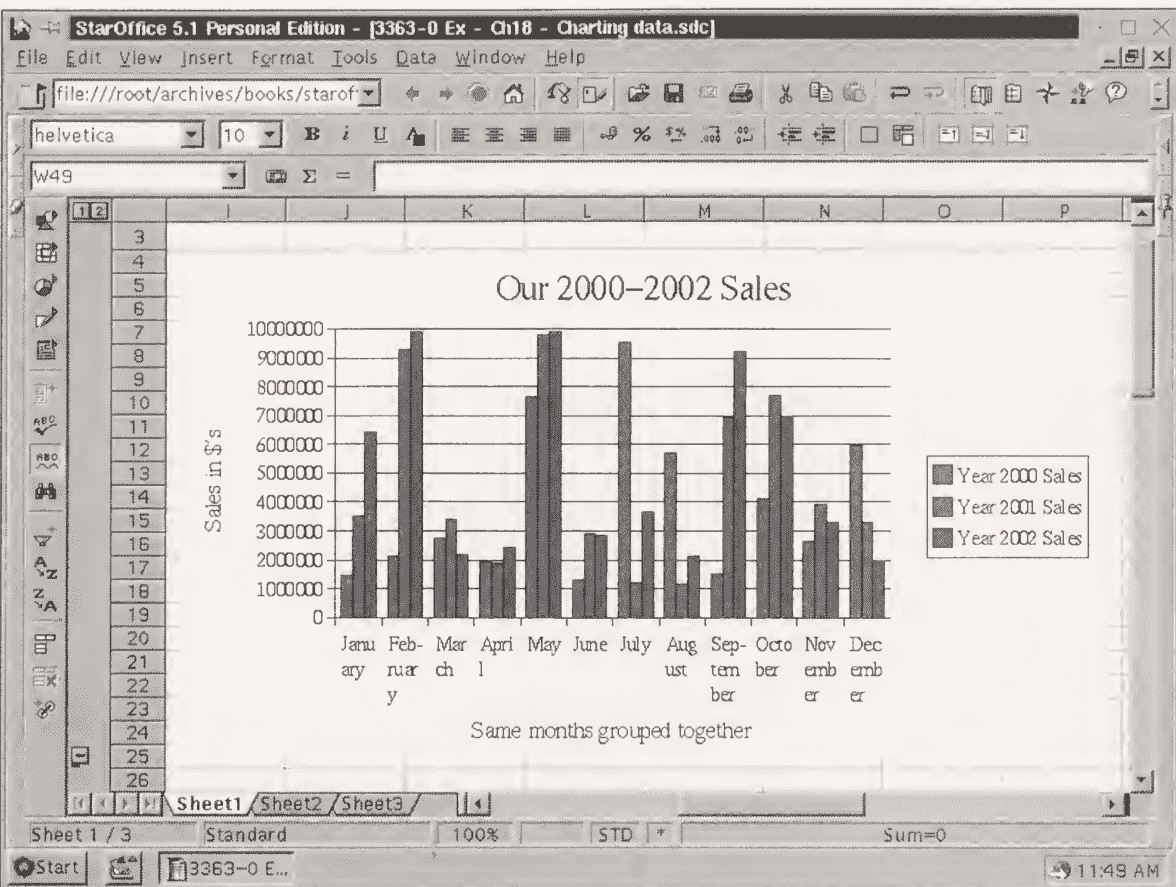 StarOffice 5.1 Personal Edition - [3363-0 Ex - Ch18 - Charting data.sdc]
File Edit View Insert Format Tools Data Window Help
file:///root/archives/books/starof
helvetica 10 B i U A
W49 Σ =
1 2
I J K L M N O P
3
4
5
6
7
8
9
10
11
12
13
14
15
16
17
18
19
20
21
22
23
24
25
26
Our 2000–2002 Sales
10000000
9000000
8000000
7000000
6000000
5000000
4000000
3000000
2000000
1000000
0
Sales in $'s
Year 2000 Sales
Year 2001 Sales
Year 2002 Sales
Janu Feb- Mar Apri May June July Aug Sep- Octo Nov Dec
ary ruar ch l ust tem ber emb emb
y ber er er
Same months grouped together
Sheet1 Sheet2 Sheet3
Sheet 1 / 3 Standard 100% STD * Sum=0
Start 3363-0 E... 11:49 AM